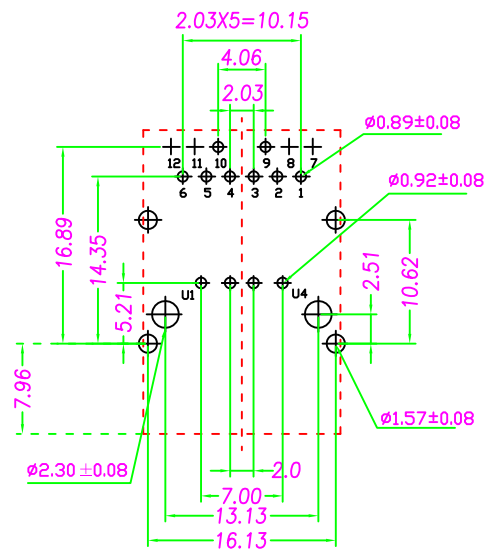 2.03X5=10.15
4.06
2.03
ø0.89±0.08
12 11 10 9 8 7
6 5 4 3 2 1
ø0.92±0.08
16.89
14.35
5.21
2.51
10.62
U1 U4
7.96
ø1.57±0.08
ø2.30±0.08
2.0
7.00
13.13
16.13